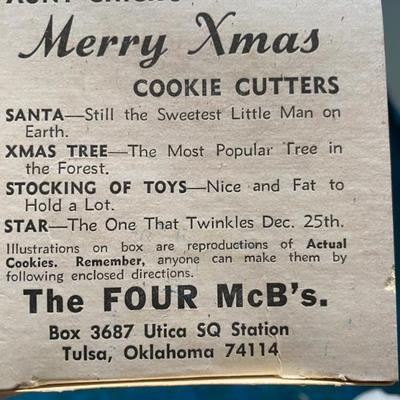 AUNT CHICK'S
Merry Xmas
COOKIE CUTTERS
SANTA—Still the Sweetest Little Man on
Earth.
XMAS TREE—The Most Popular Tree in
the Forest.
STOCKING OF TOYS—Nice and Fat to
Hold a Lot.
STAR—The One That Twinkles Dec. 25th.
Illustrations on box are reproductions of Actual
Cookies. Remember, anyone can make them by
following enclosed directions.
The FOUR McB's.
Box 3687 Utica SQ Station
Tulsa, Oklahoma 74114